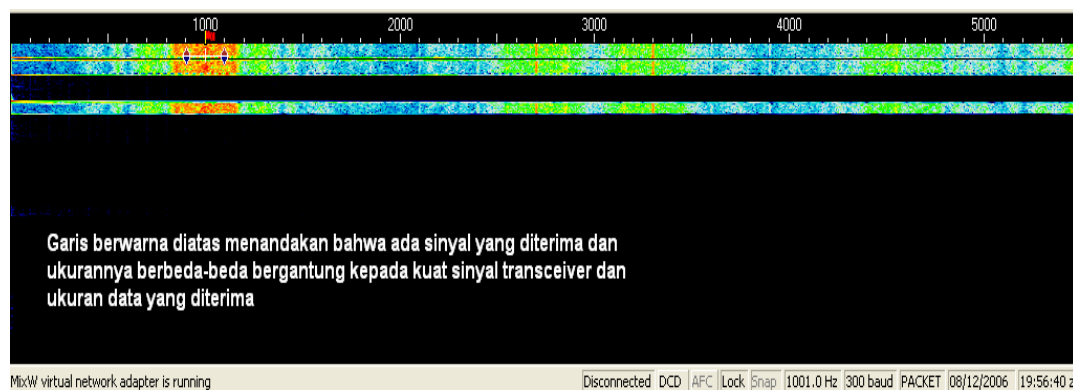 1000 2000 3000 4000 5000
Garis berwarna diatas menandakan bahwa ada sinyal yang diterima dan
ukurannya berbeda-beda bergantung kepada kuat sinyal transceiver dan
ukuran data yang diterima
MixW virtual network adapter is running Disconnected DCD AFC Lock Snap 1001.0 Hz 300 baud PACKET 08/12/2006 19:56:40 z